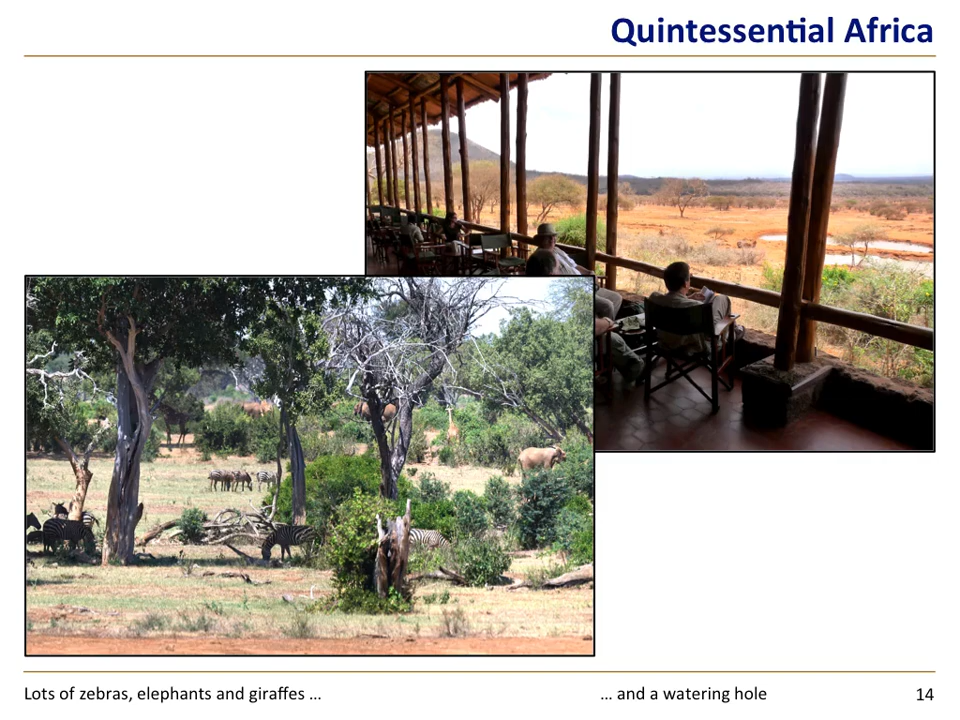 Quintessential Africa
Lots of zebras, elephants and giraffes ...
... and a watering hole
14